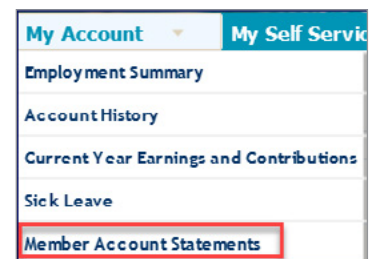 My Account My Self Servic
Employment Summary
Account History
Current Year Earnings and Contributions
Sick Leave
Member Account Statements